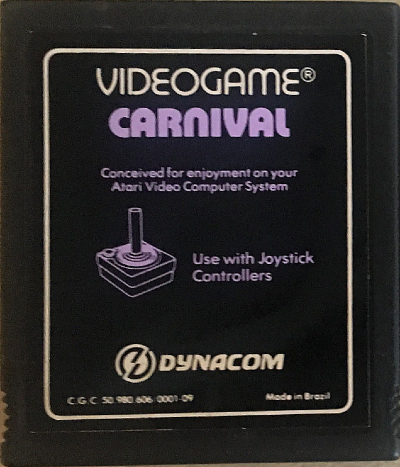 VIDEOGAME®
CARNIVAL
Conceived for enjoyment on your
Atari Video Computer System
Use with Joystick
Controllers
DYNACOM
C.G.C. 50.980.606/0001-09
Made in Brazil